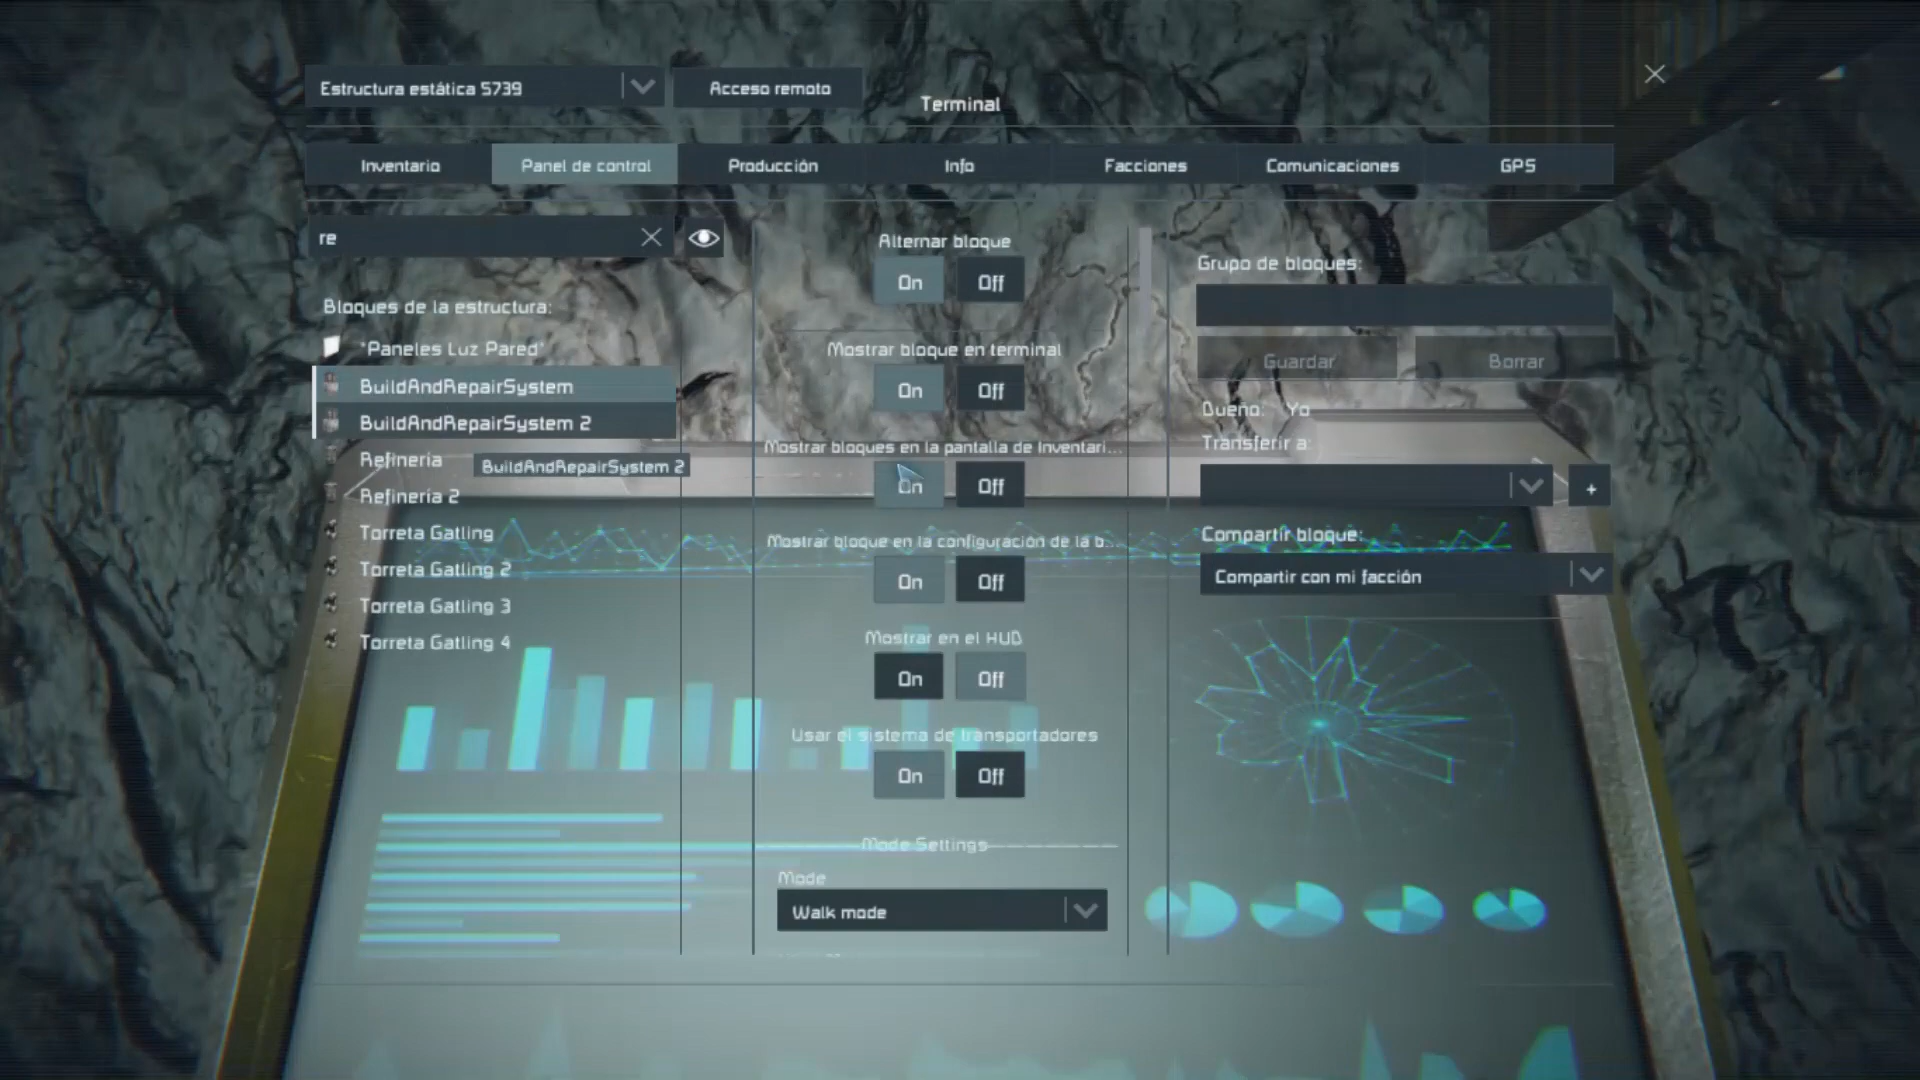 Estructura estática 5739
Acceso remoto
Terminal
Inventario
Panel de control
Producción
Info
Facciones
Comunicaciones
GPS
re
Bloques de la estructura:
"Paneles Luz Pared"
BuildAndRepairSystem
BuildAndRepairSystem 2
Refinería
BuildAndRepairSystem 2
Refinería 2
Torreta Gatling
Torreta Gatling 2
Torreta Gatling 3
Torreta Gatling 4
Alternar bloque
On
Off
Mostrar bloque en terminal
On
Off
Mostrar bloques en la pantalla de Inventari...
On
Off
Mostrar bloque en la configuración de la b...
On
Off
Mostrar en el HUD
On
Off
Usar el sistema de transportadores
On
Off
Mode Settings
Mode
Walk mode
Grupo de bloques:
Guardar
Borrar
Dueño: Yo
Transferir a:
+
Compartir bloque:
Compartir con mi facción